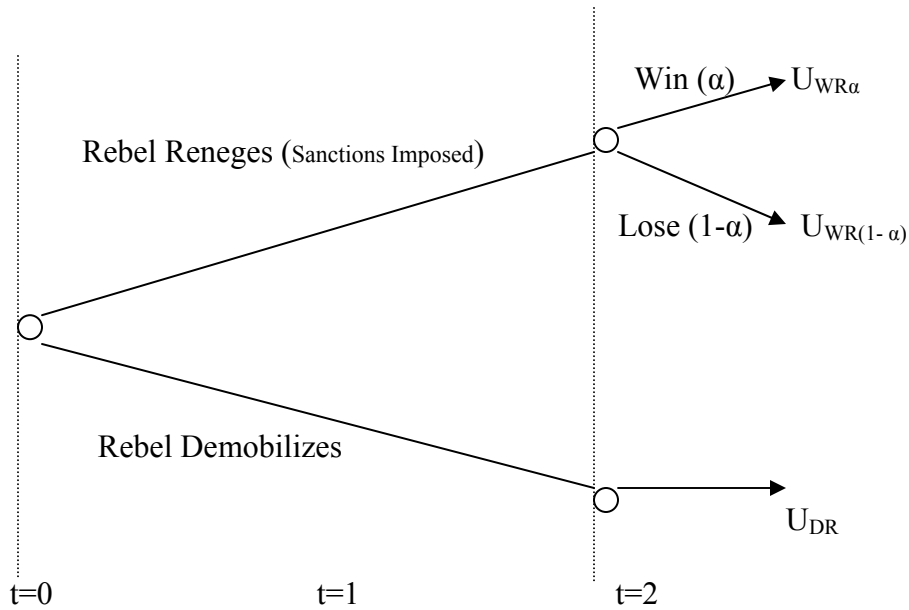 Win (α)
U_WRα
Rebel Reneges (Sanctions Imposed)
Lose (1-α)
U_WR(1- α)
Rebel Demobilizes
U_DR
t=0
t=1
t=2